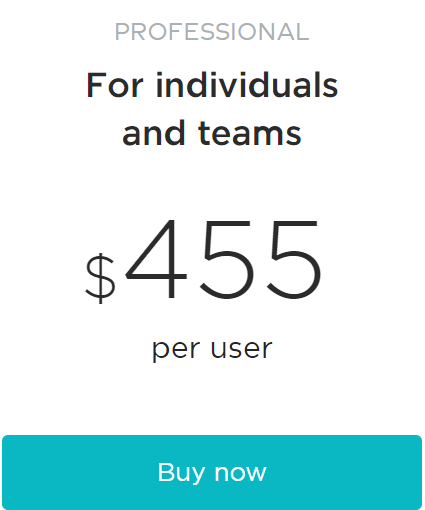 PROFESSIONAL
For individuals
and teams
$455
per user
Buy now